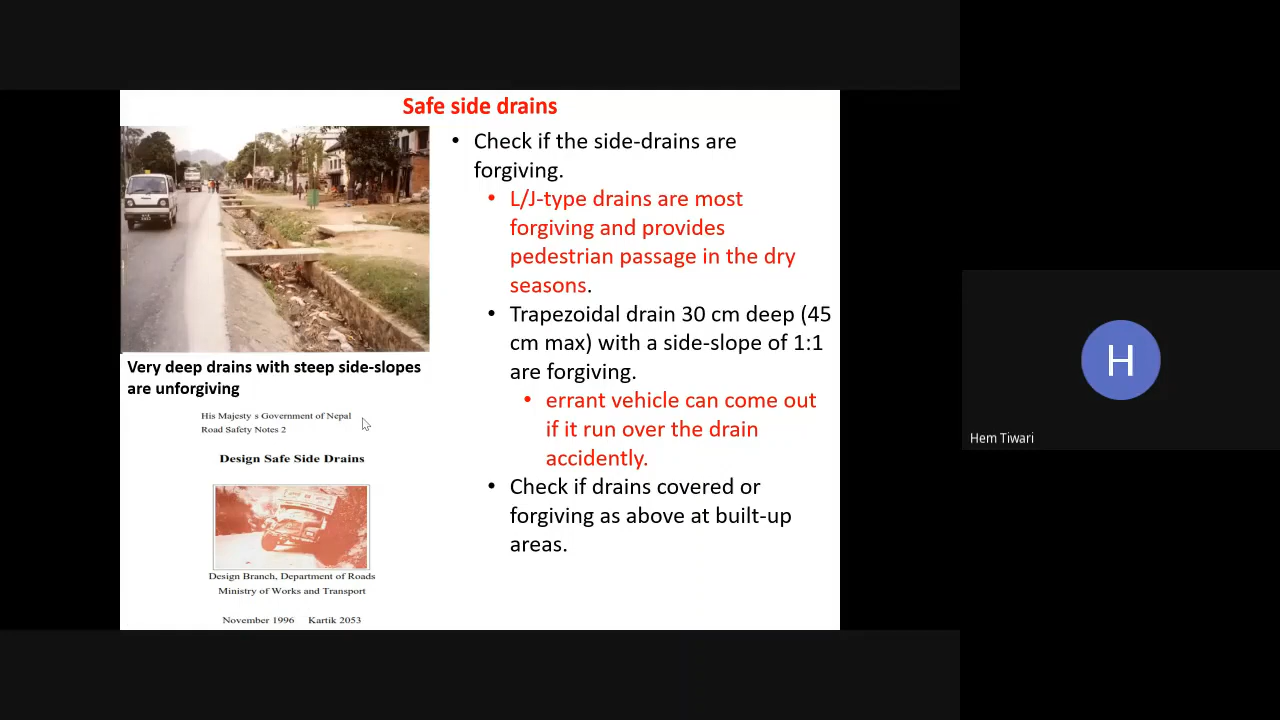 Safe side drains
Very deep drains with steep side-slopes
are unforgiving
His Majesty s Government of Nepal
Road Safety Notes 2
Design Safe Side Drains
Design Branch, Department of Roads
Ministry of Works and Transport
November 1996 Kartik 2053
• Check if the side-drains are
forgiving.
• L/J-type drains are most
forgiving and provides
pedestrian passage in the dry
seasons.
• Trapezoidal drain 30 cm deep (45
cm max) with a side-slope of 1:1
are forgiving.
• errant vehicle can come out
if it run over the drain
accidently.
• Check if drains covered or
forgiving as above at built-up
areas.
H
Hem Tiwari